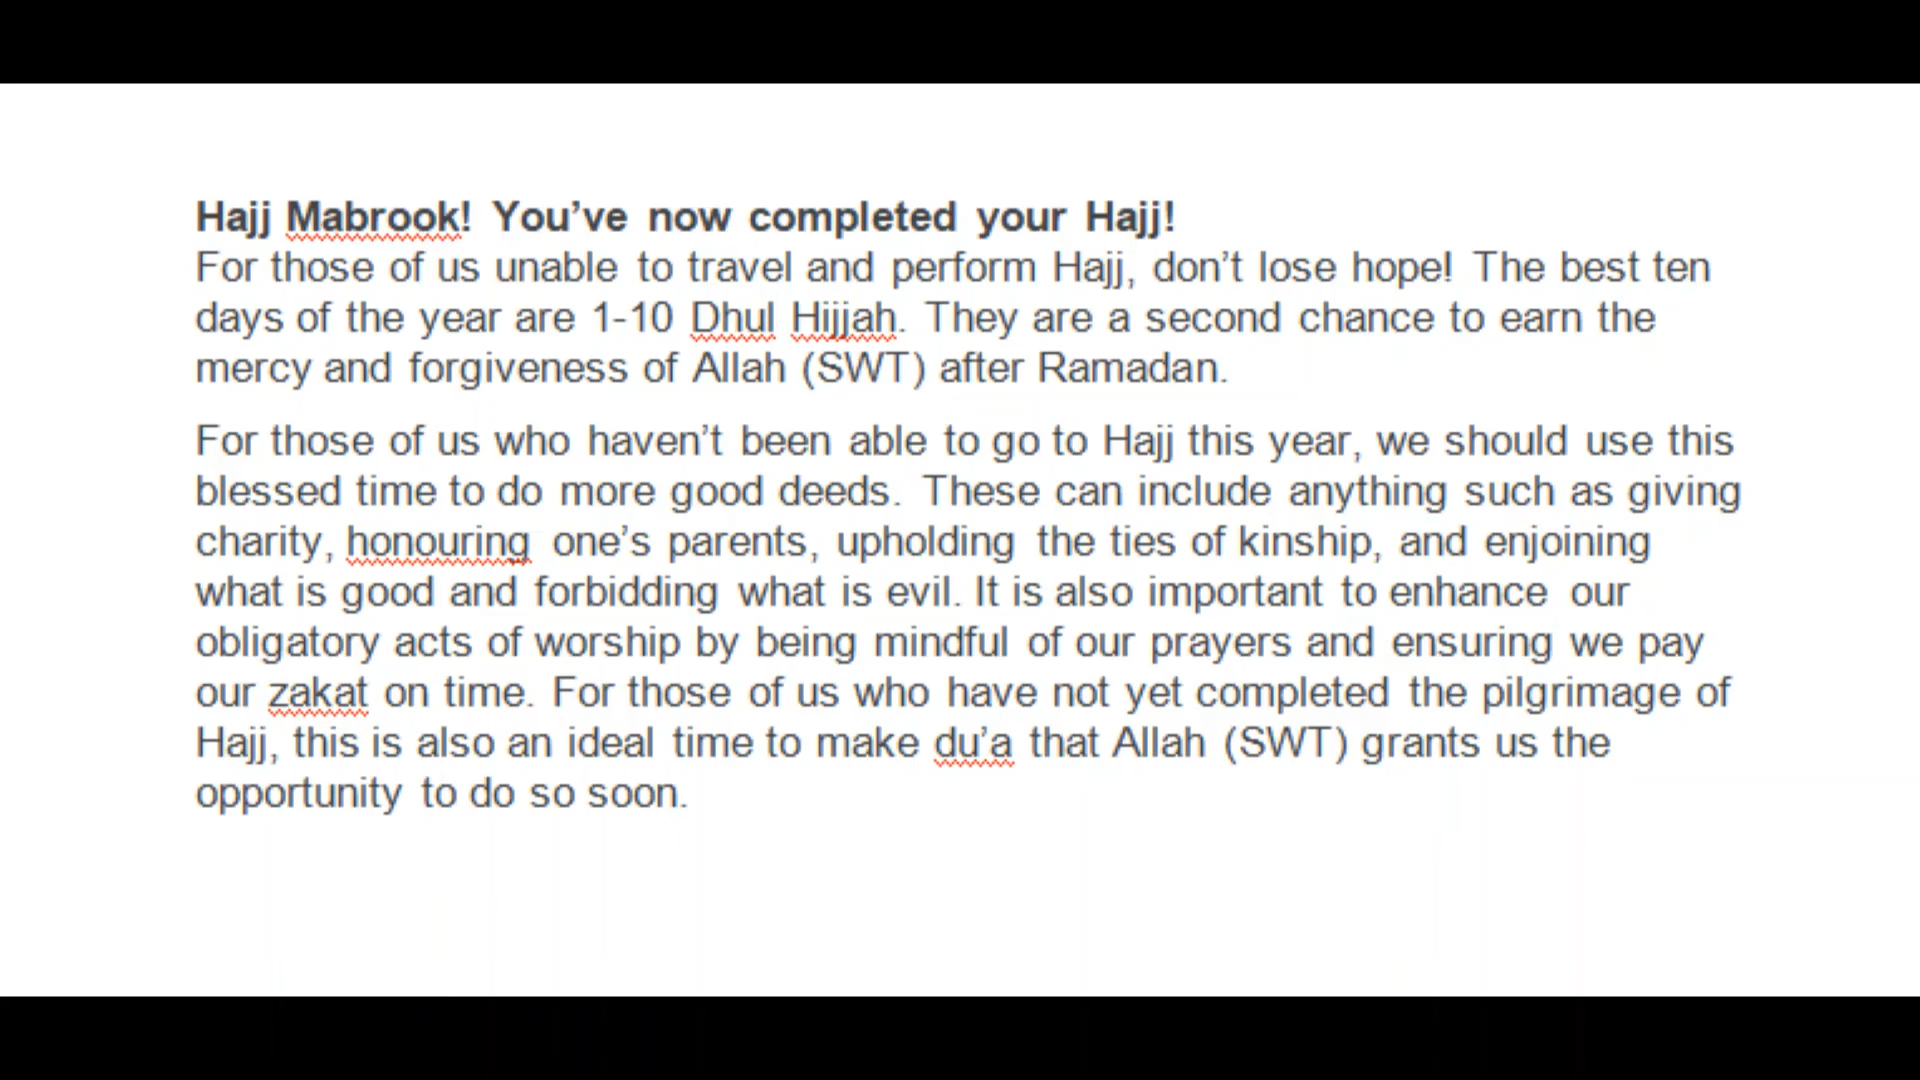 Hajj Mabrook! You’ve now completed your Hajj!
For those of us unable to travel and perform Hajj, don’t lose hope! The best ten
days of the year are 1-10 Dhul Hijjah. They are a second chance to earn the
mercy and forgiveness of Allah (SWT) after Ramadan.
For those of us who haven’t been able to go to Hajj this year, we should use this
blessed time to do more good deeds. These can include anything such as giving
charity, honouring one’s parents, upholding the ties of kinship, and enjoining
what is good and forbidding what is evil. It is also important to enhance our
obligatory acts of worship by being mindful of our prayers and ensuring we pay
our zakat on time. For those of us who have not yet completed the pilgrimage of
Hajj, this is also an ideal time to make du’a that Allah (SWT) grants us the
opportunity to do so soon.